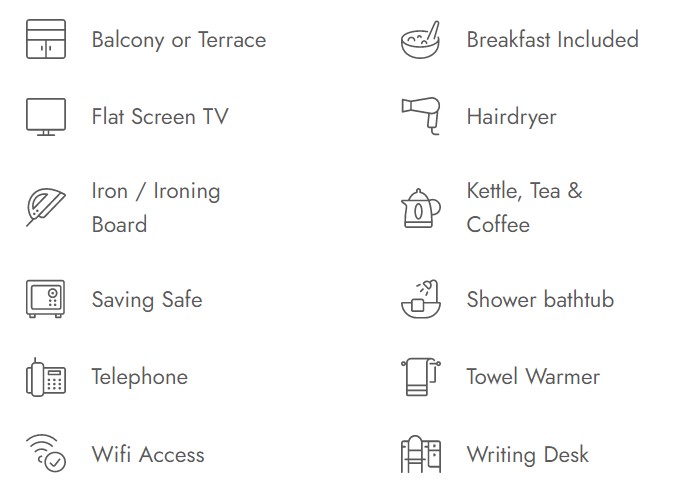 Balcony or Terrace
Breakfast Included
Flat Screen TV
Hairdryer
Iron / Ironing
Board
Kettle, Tea &
Coffee
Saving Safe
Shower bathtub
Telephone
Towel Warmer
Wifi Access
Writing Desk